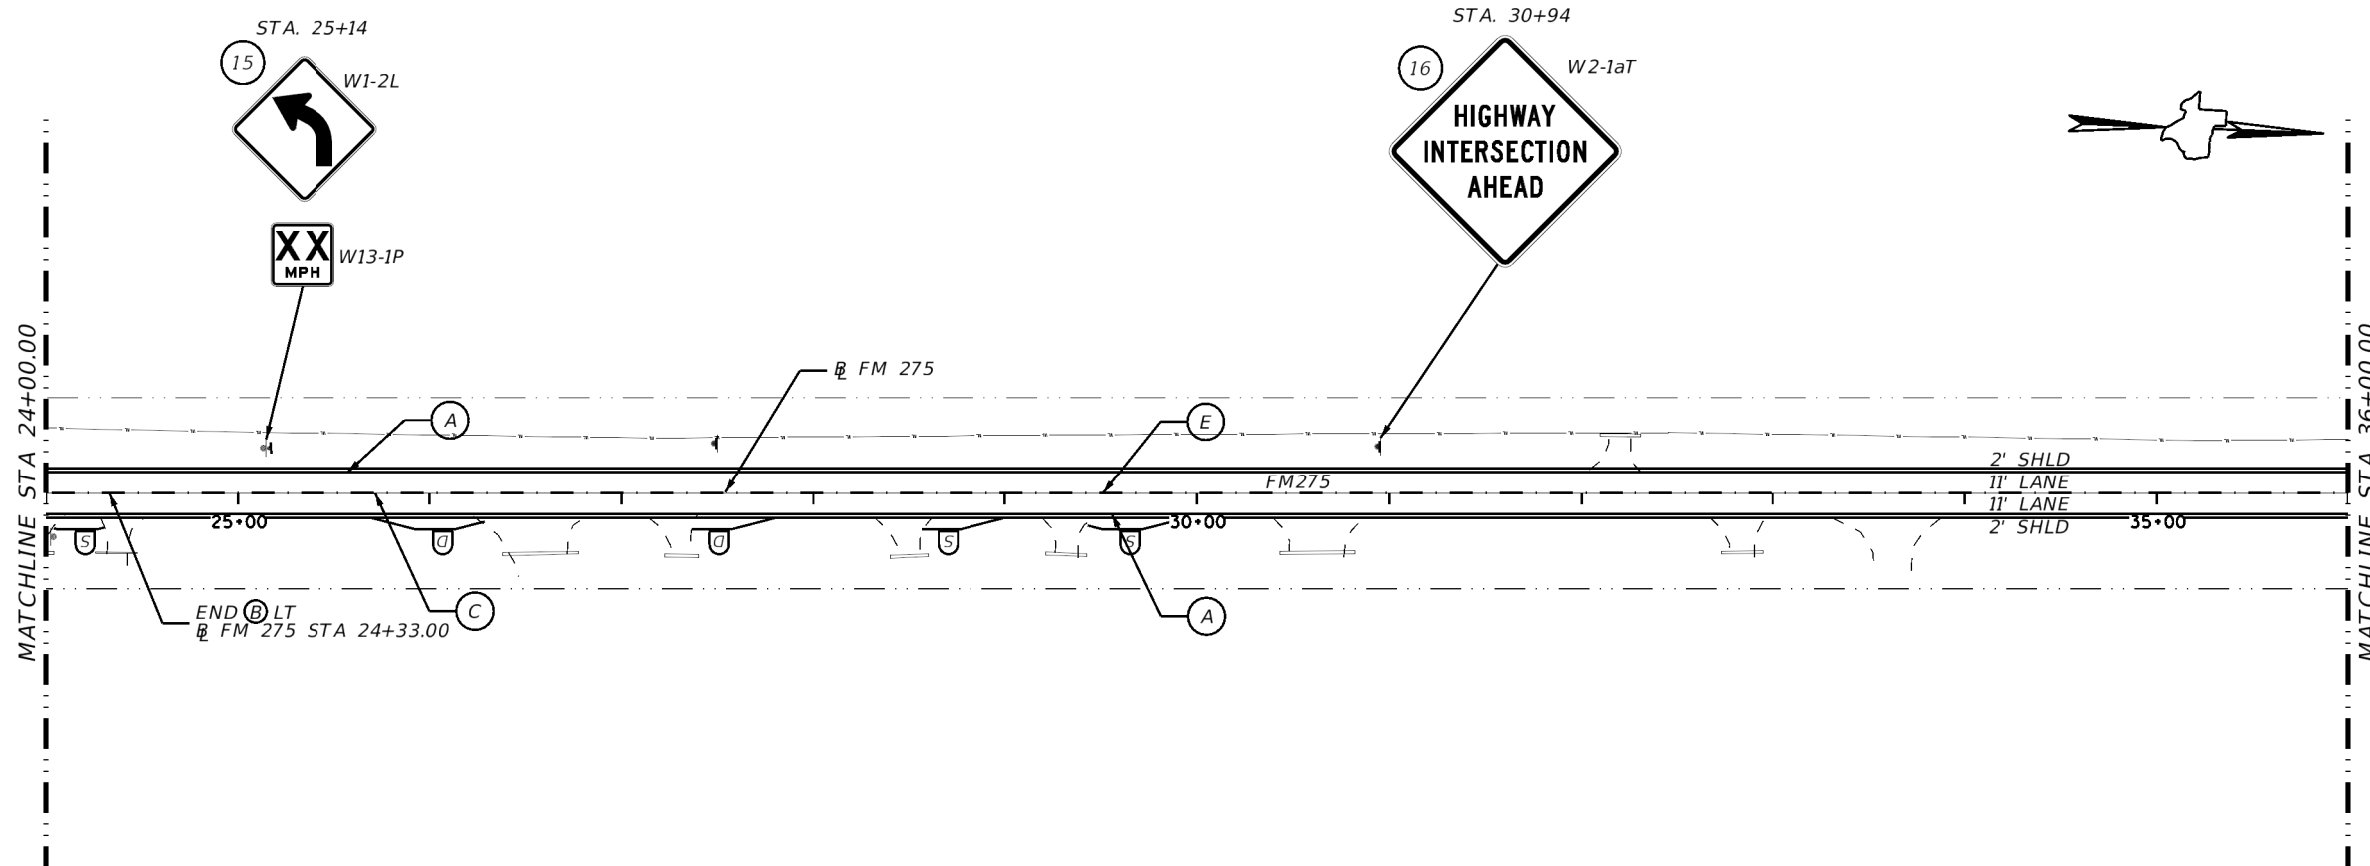 STA. 25+14
15
W1-2L
XX
MPH
W13-1P
STA. 30+94
16
W2-1aT
HIGHWAY
INTERSECTION
AHEAD
MATCHLINE STA 24+00.00
MATCHLINE STA 36+00.00
A
BL FM 275
E
FM275
2' SHLD
11' LANE
11' LANE
2' SHLD
25+00
30+00
35+00
S
D
D
S
S
END B LT
BL FM 275 STA 24+33.00
C
A